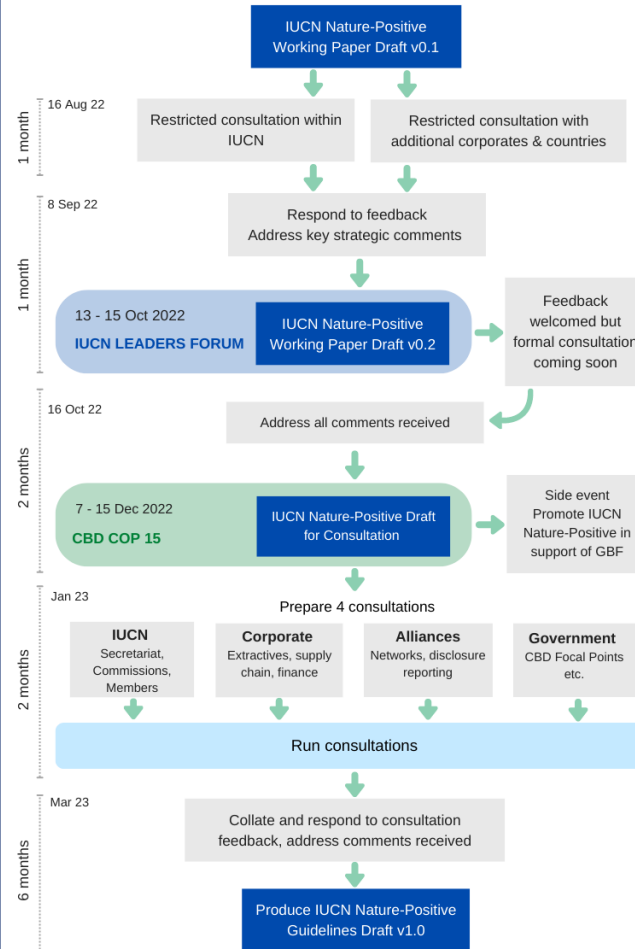 IUCN Nature-Positive
Working Paper Draft v0.1
16 Aug 22
1 month
Restricted consultation within
IUCN
Restricted consultation with
additional corporates & countries
8 Sep 22
1 month
Respond to feedback
Address key strategic comments
13 - 15 Oct 2022
IUCN LEADERS FORUM
IUCN Nature-Positive
Working Paper Draft v0.2
Feedback
welcomed but
formal consultation
coming soon
16 Oct 22
2 months
Address all comments received
7 - 15 Dec 2022
CBD COP 15
IUCN Nature-Positive Draft
for Consultation
Side event
Promote IUCN
Nature-Positive in
support of GBF
Jan 23
2 months
Prepare 4 consultations
IUCN
Secretariat,
Commissions,
Members
Corporate
Extractives, supply
chain, finance
Alliances
Networks, disclosure
reporting
Government
CBD Focal Points
etc.
Run consultations
Mar 23
6 months
Collate and respond to consultation
feedback, address comments received
Produce IUCN Nature-Positive
Guidelines Draft v1.0